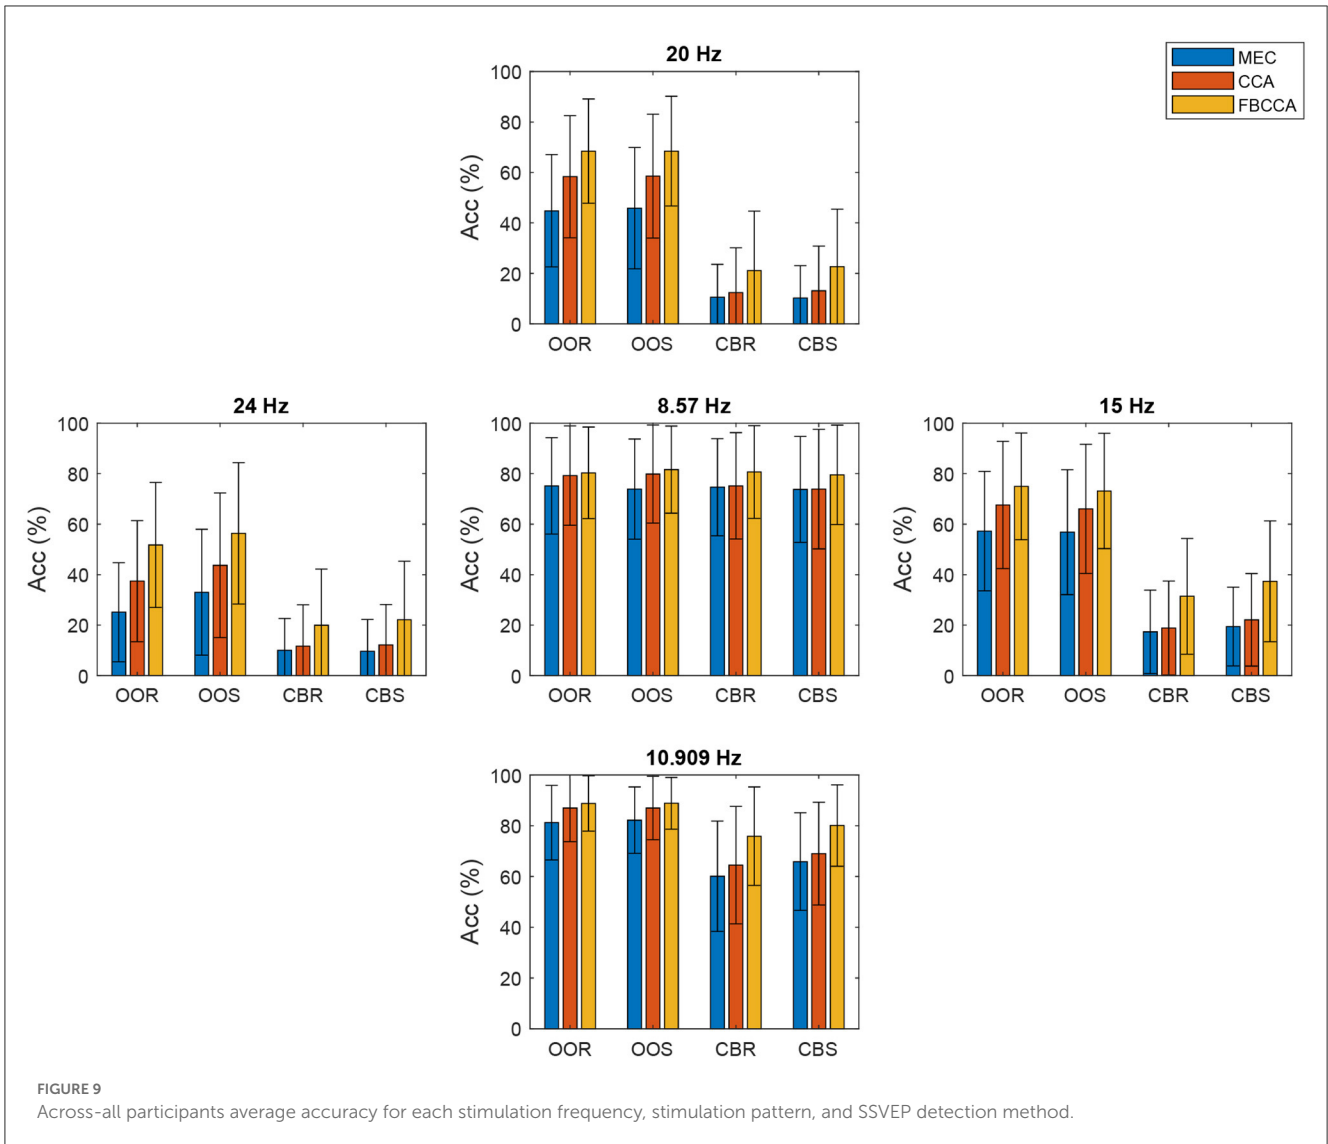 20 Hz
MEC
CCA
FBCCA
100
80
60
40
20
0
Acc (%)
OOR OOS CBR CBS
24 Hz
100
80
60
40
20
0
Acc (%)
OOR OOS CBR CBS
8.57 Hz
100
80
60
40
20
0
Acc (%)
OOR OOS CBR CBS
15 Hz
100
80
60
40
20
0
Acc (%)
OOR OOS CBR CBS
10.909 Hz
100
80
60
40
20
0
Acc (%)
OOR OOS CBR CBS
FIGURE 9
Across-all participants average accuracy for each stimulation frequency, stimulation pattern, and SSVEP detection method.